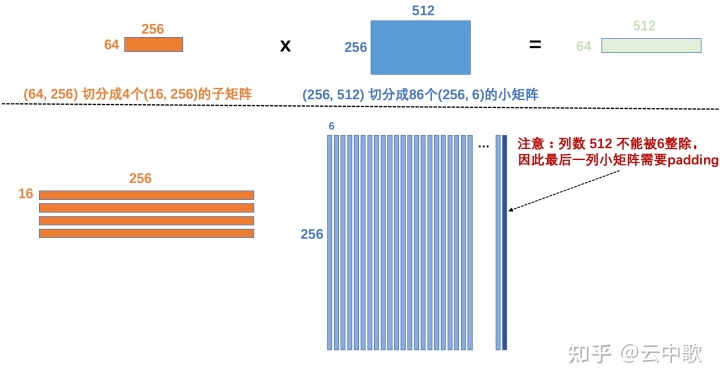 256
512
64
x
256
=
512
64
(64, 256) 切分成4个(16, 256)的子矩阵
(256, 512) 切分成86个(256, 6)的小矩阵
6
...
注意：列数 512 不能被6整除，
因此最后一列小矩阵需要padding
256
16
256
知乎 @云中歌